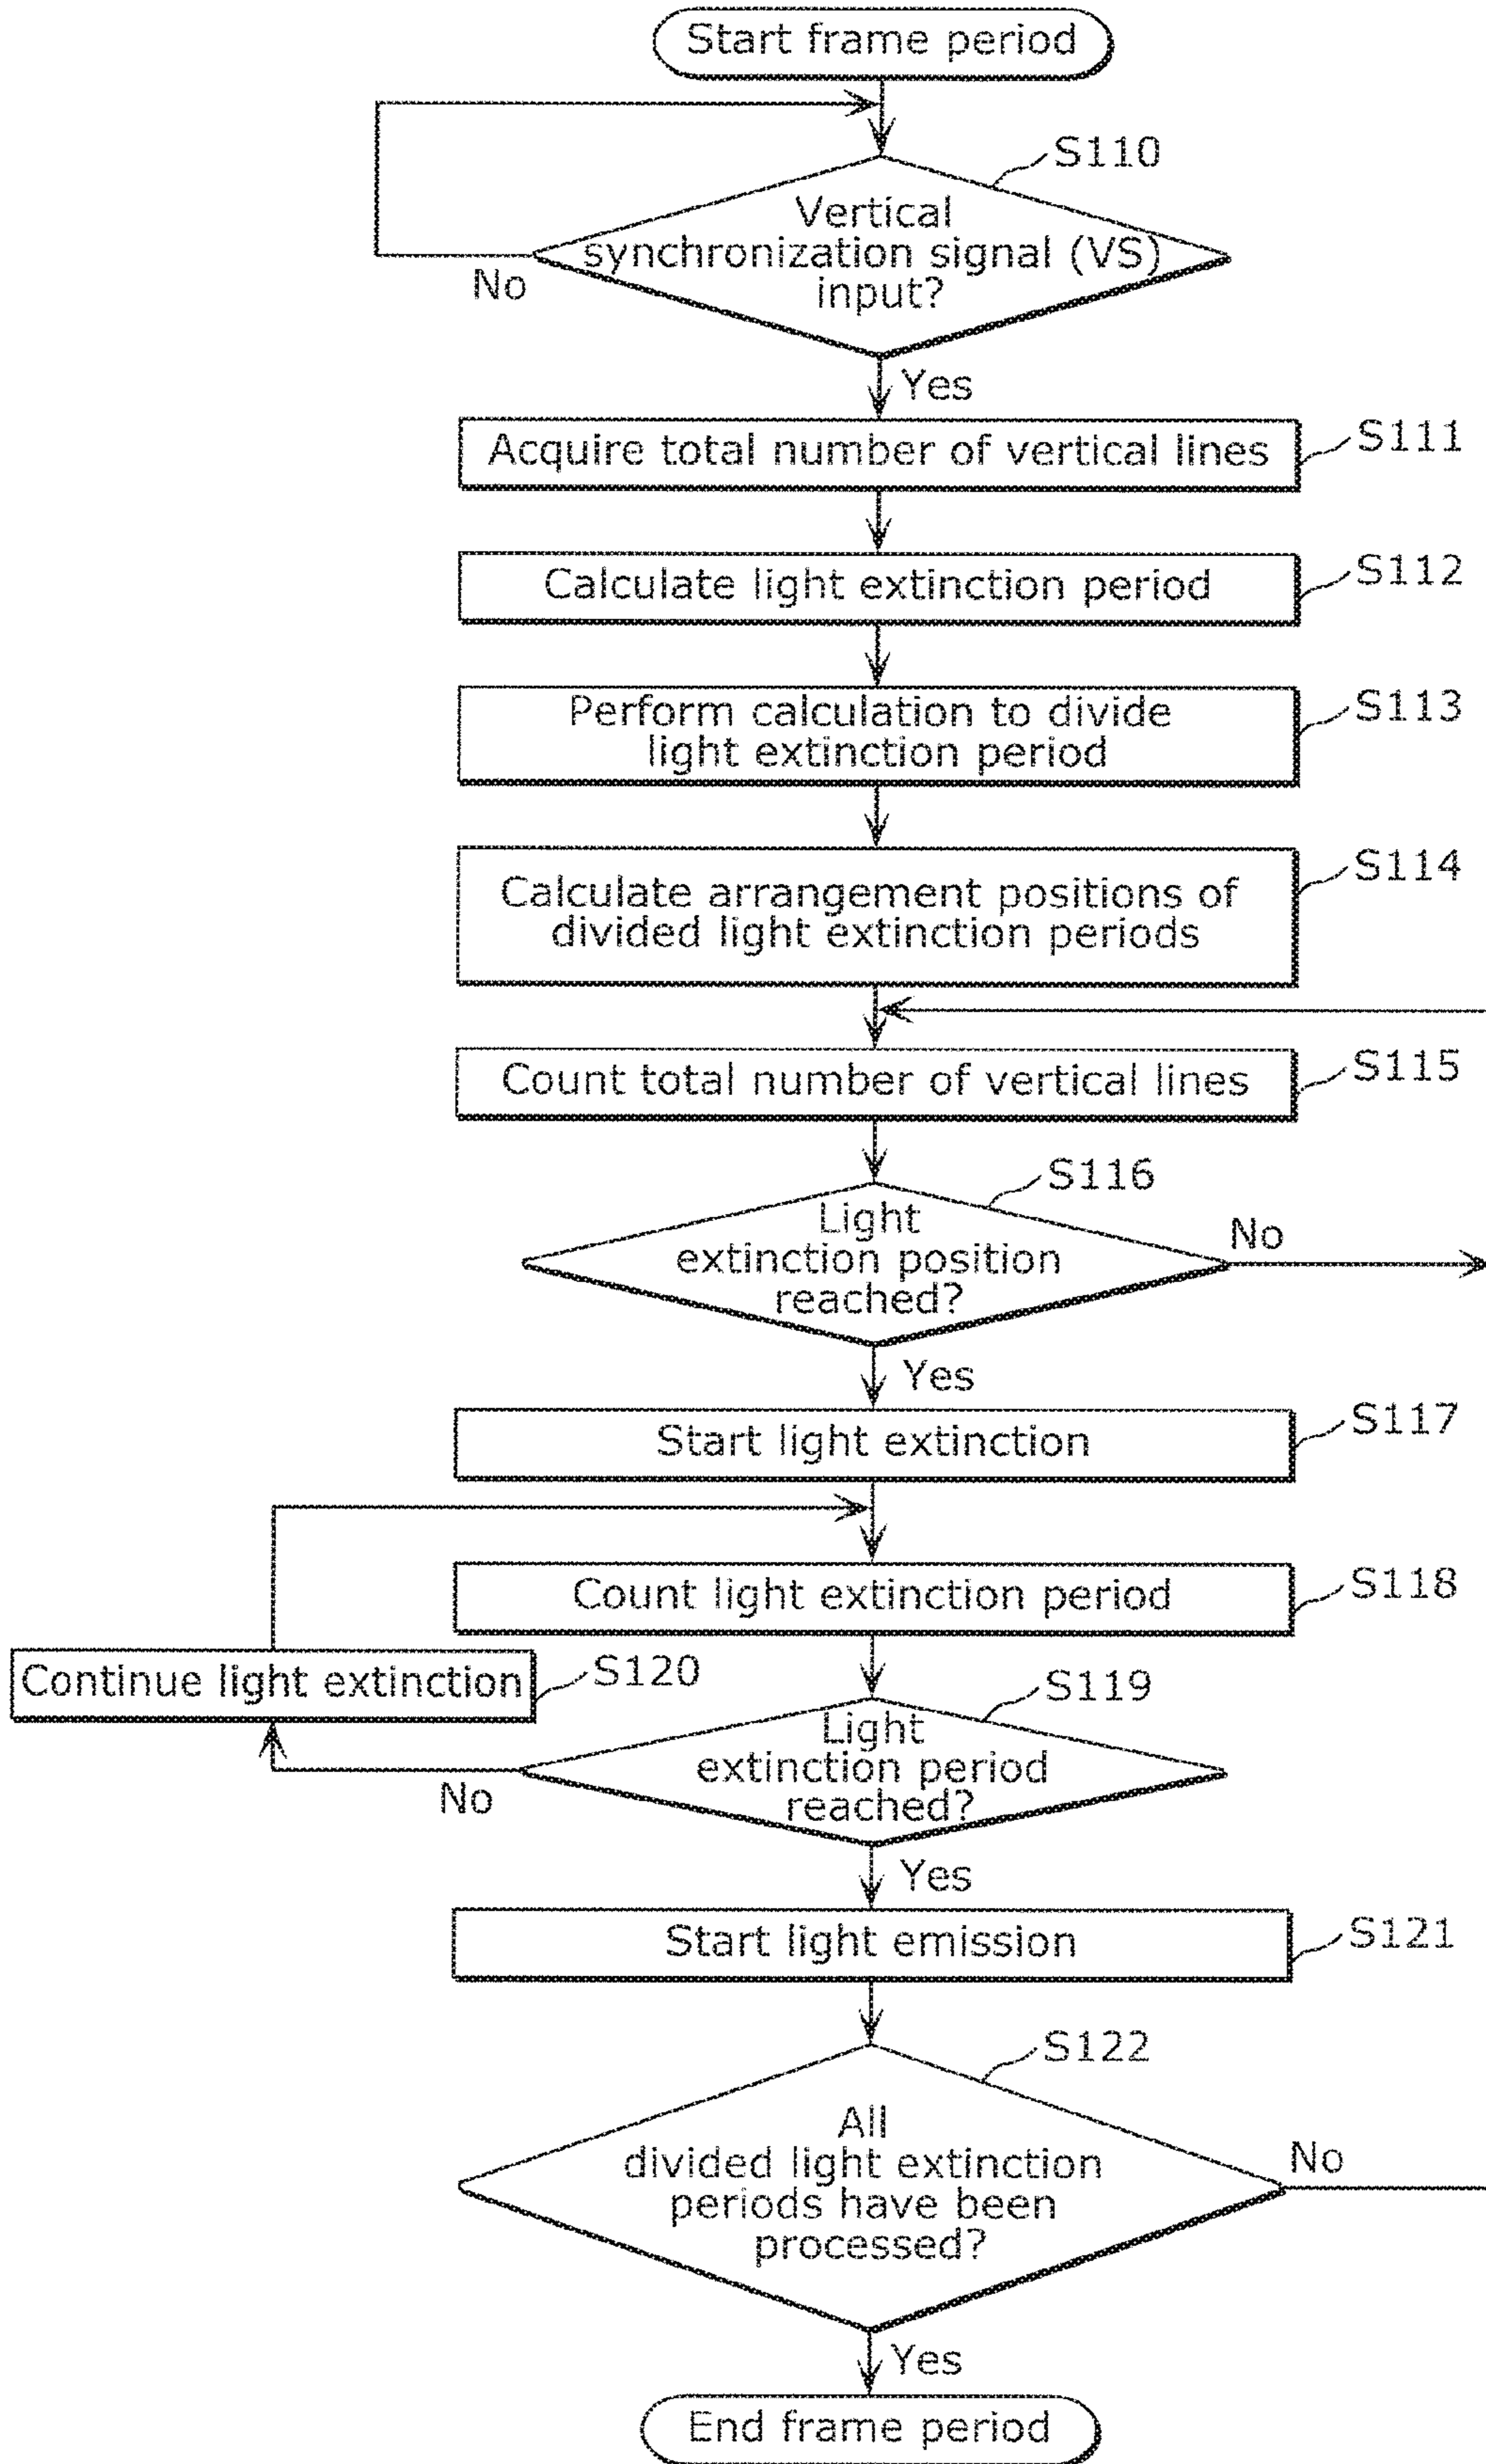 Start frame period
S110
Vertical
synchronization signal (VS)
input?
No
Yes
Acquire total number of vertical lines
S111
Calculate light extinction period
S112
Perform calculation to divide
light extinction period
S113
Calculate arrangement positions of
divided light extinction periods
S114
Count total number of vertical lines
S115
S116
Light
extinction position
reached?
No
Yes
Start light extinction
S117
Count light extinction period
S118
Continue light extinction
S120
S119
Light
extinction period
reached?
No
Yes
Start light emission
S121
S122
All
divided light extinction
periods have been
processed?
No
Yes
End frame period